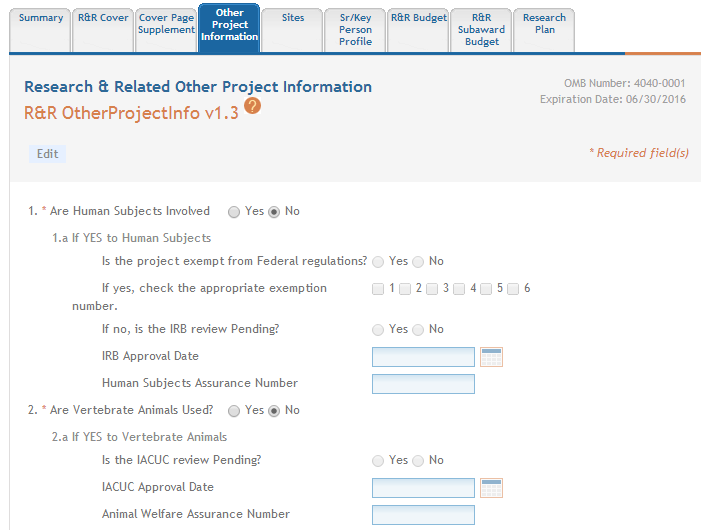 Summary
R&R Cover
Cover Page
Supplement
Other
Project
Information
Sites
Sr/Key
Person
Profile
R&R Budget
R&R
Subaward
Budget
Research
Plan
Research & Related Other Project Information
OMB Number: 4040-0001
Expiration Date: 06/30/2016
R&R OtherProjectInfo v1.3 ?
Edit
* Required field(s)
1. * Are Human Subjects Involved Yes No
1.a If YES to Human Subjects
Is the project exempt from Federal regulations? Yes No
If yes, check the appropriate exemption 1 2 3 4 5 6
number.
If no, is the IRB review Pending? Yes No
IRB Approval Date
Human Subjects Assurance Number
2. * Are Vertebrate Animals Used? Yes No
2.a If YES to Vertebrate Animals
Is the IACUC review Pending? Yes No
IACUC Approval Date
Animal Welfare Assurance Number